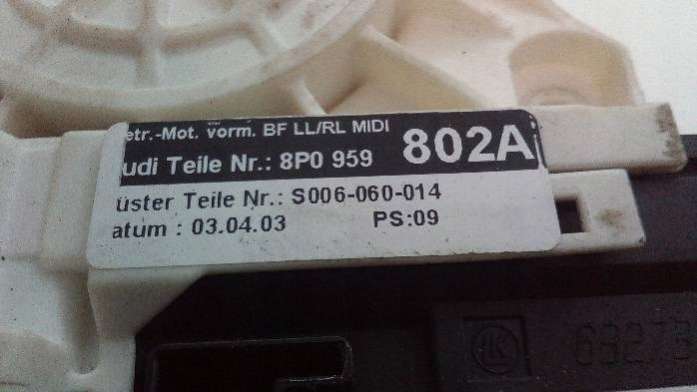 etr.-Mot. vorm. BF LL/RL MIDI
udi Teile Nr.: 8P0 959 802A
uster Teile Nr.: S006-060-014
atum : 03.04.03 PS:09